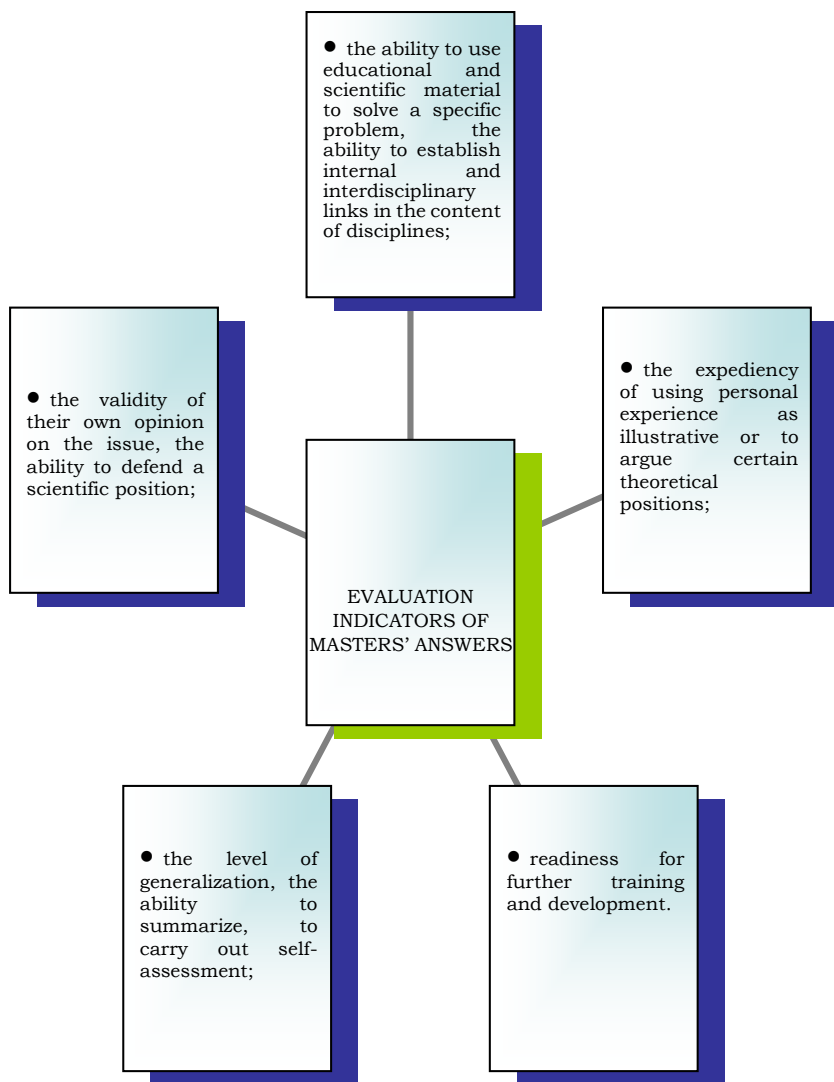 • the ability to use
educational and
scientific material
to solve a specific
problem, the
ability to establish
internal and
interdisciplinary
links in the content
of disciplines;
• the validity of
their own opinion
on the issue, the
ability to defend a
scientific position;
• the expediency
of using personal
experience as
illustrative or to
argue certain
theoretical
positions;
EVALUATION
INDICATORS OF
MASTERS’ ANSWERS
• the level of
generalization, the
ability to
summarize, to
carry out self-
assessment;
• readiness for
further training
and development.